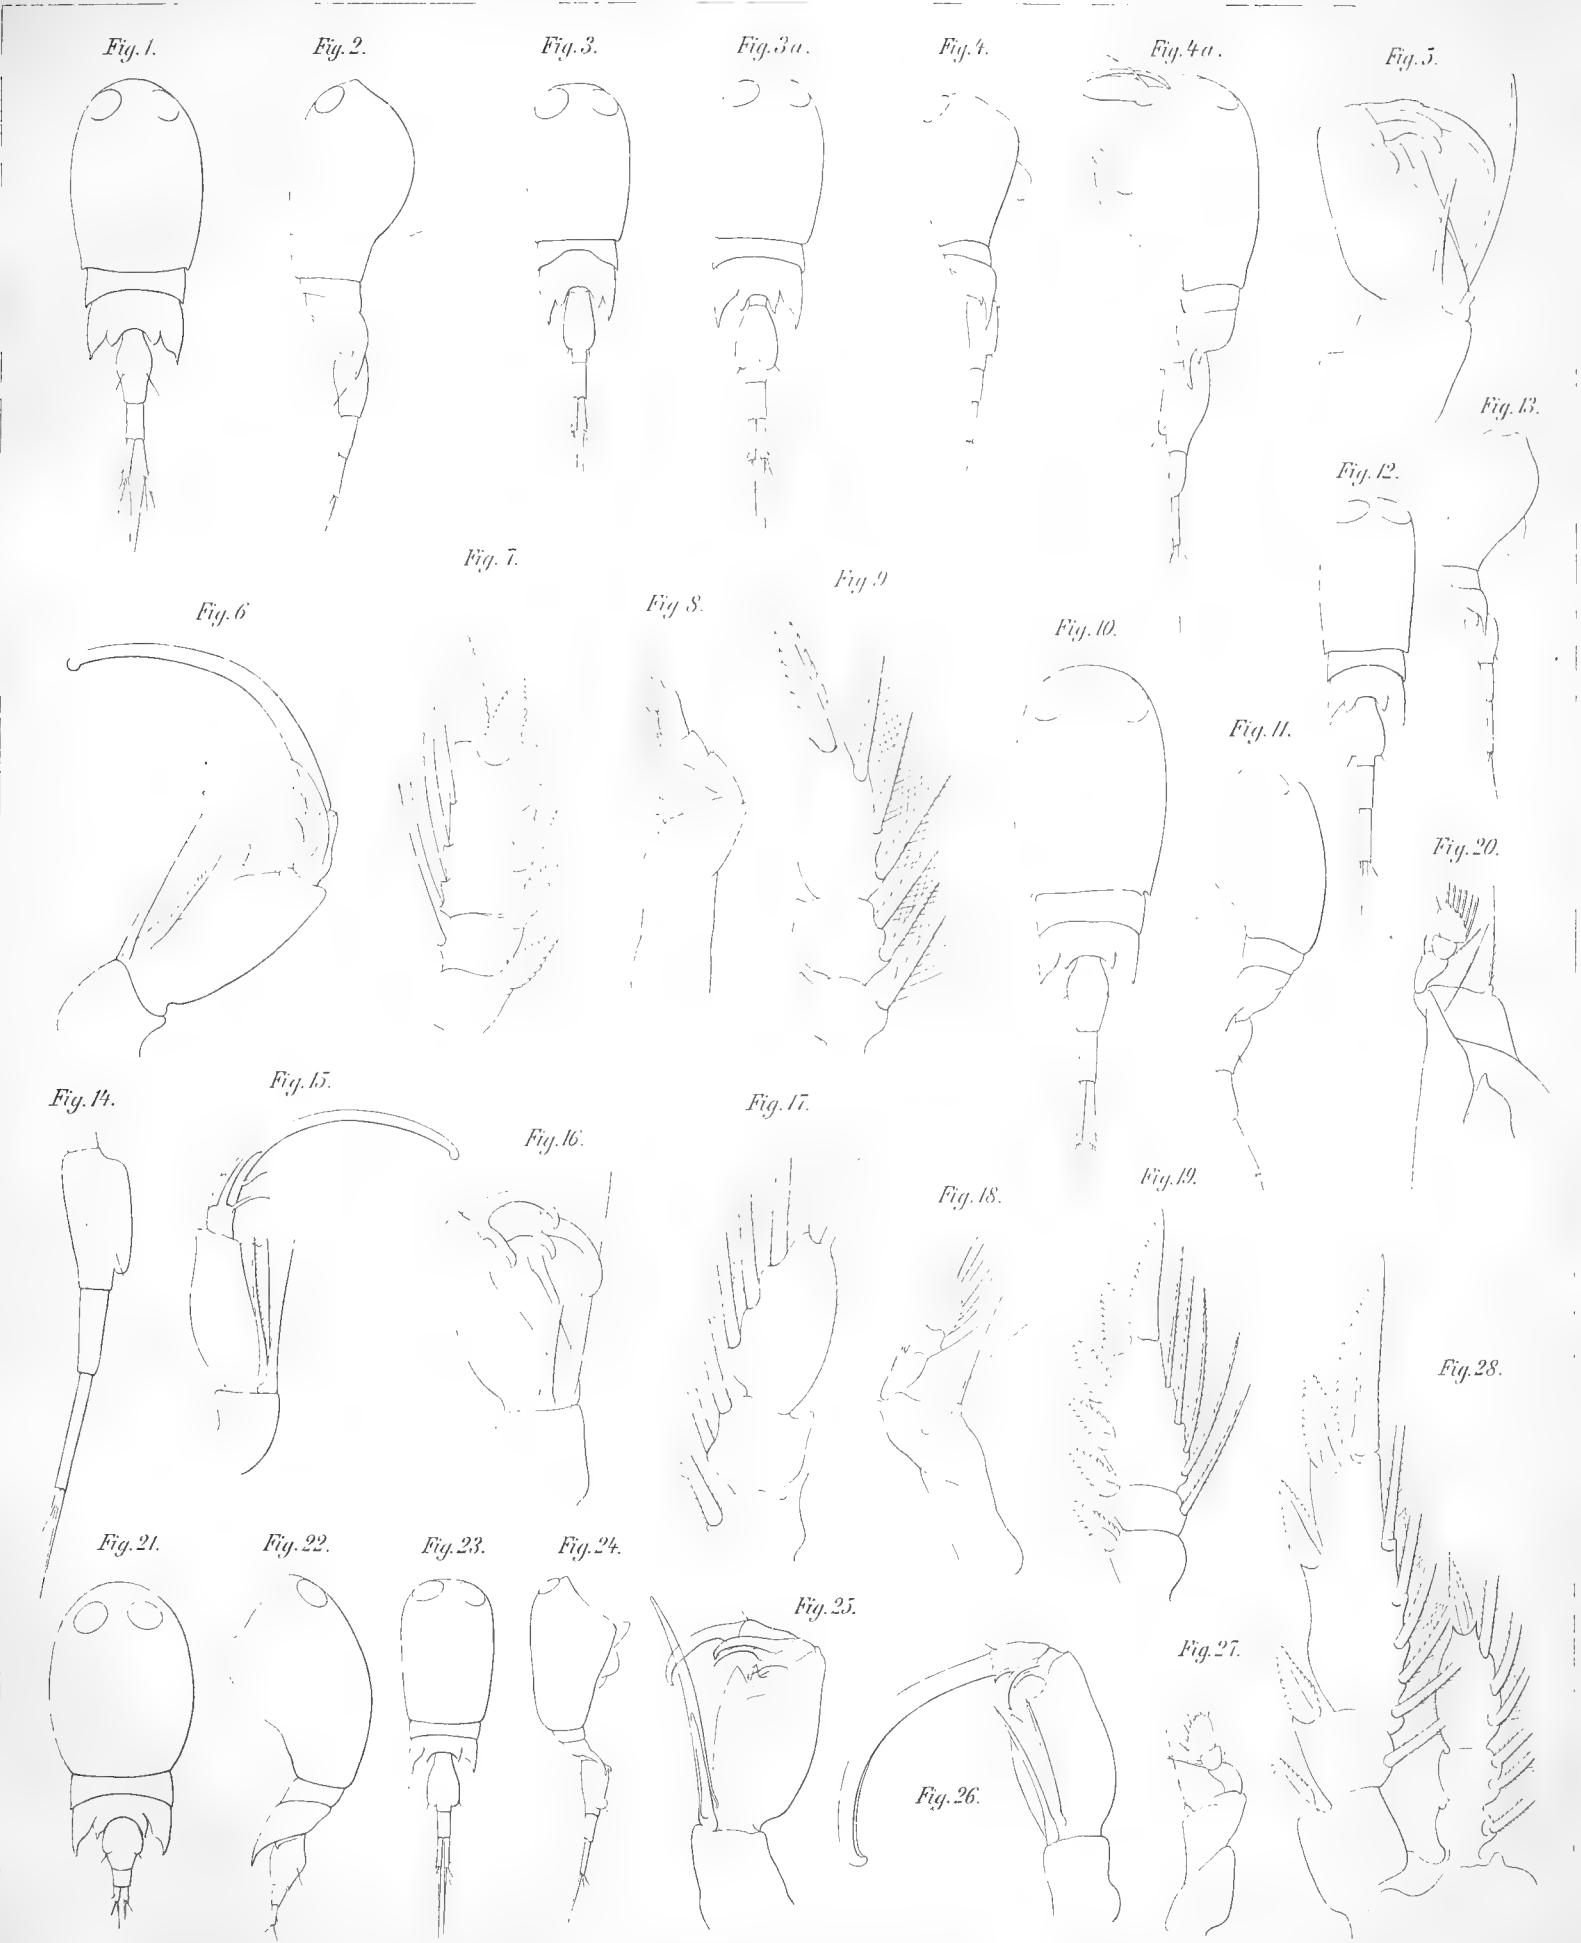 Fig. 1.
Fig. 2.
Fig. 3.
Fig. 3a.
Fig. 4.
Fig. 4a.
Fig. 5.
Fig. 13.
Fig. 12.
Fig. 7.
Fig. 9
Fig. 6
Fig 8.
Fig. 10.
Fig. 11.
Fig. 20.
Fig. 14.
Fig. 15.
Fig. 16.
Fig. 17.
Fig. 18.
Fig. 19.
Fig. 28.
Fig. 21.
Fig. 22.
Fig. 23.
Fig. 24.
Fig. 25.
Fig. 27.
Fig. 26.